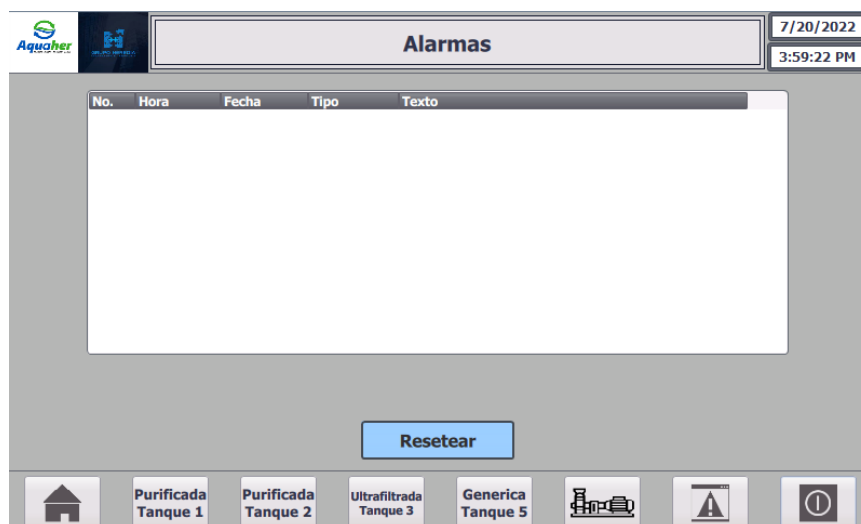 Aquaher
Alarmas
7/20/2022
3:59:22 PM
No. Hora Fecha Tipo Texto
Resetear
Purificada
Tanque 1
Purificada
Tanque 2
Ultrafiltrada
Tanque 3
Generica
Tanque 5